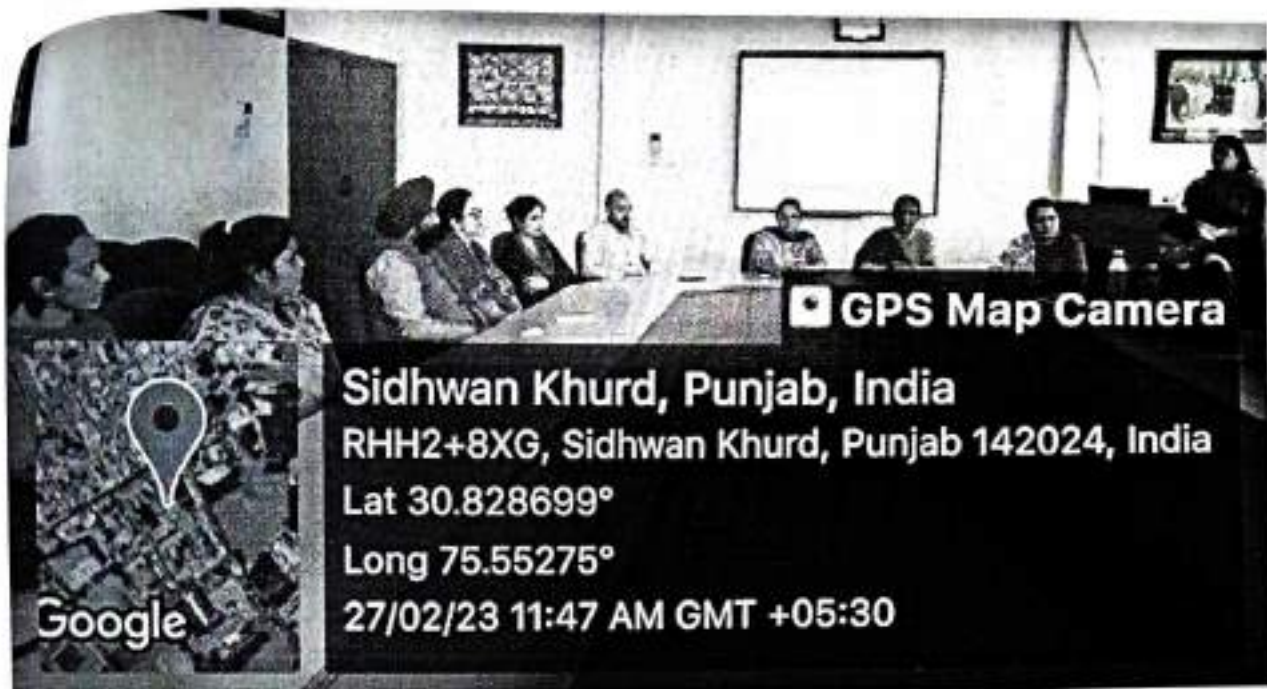 GPS Map Camera
Sidhwan Khurd, Punjab, India
RHH2+8XG, Sidhwan Khurd, Punjab 142024, India
Lat 30.828699°
Long 75.55275°
27/02/23 11:47 AM GMT +05:30
Google